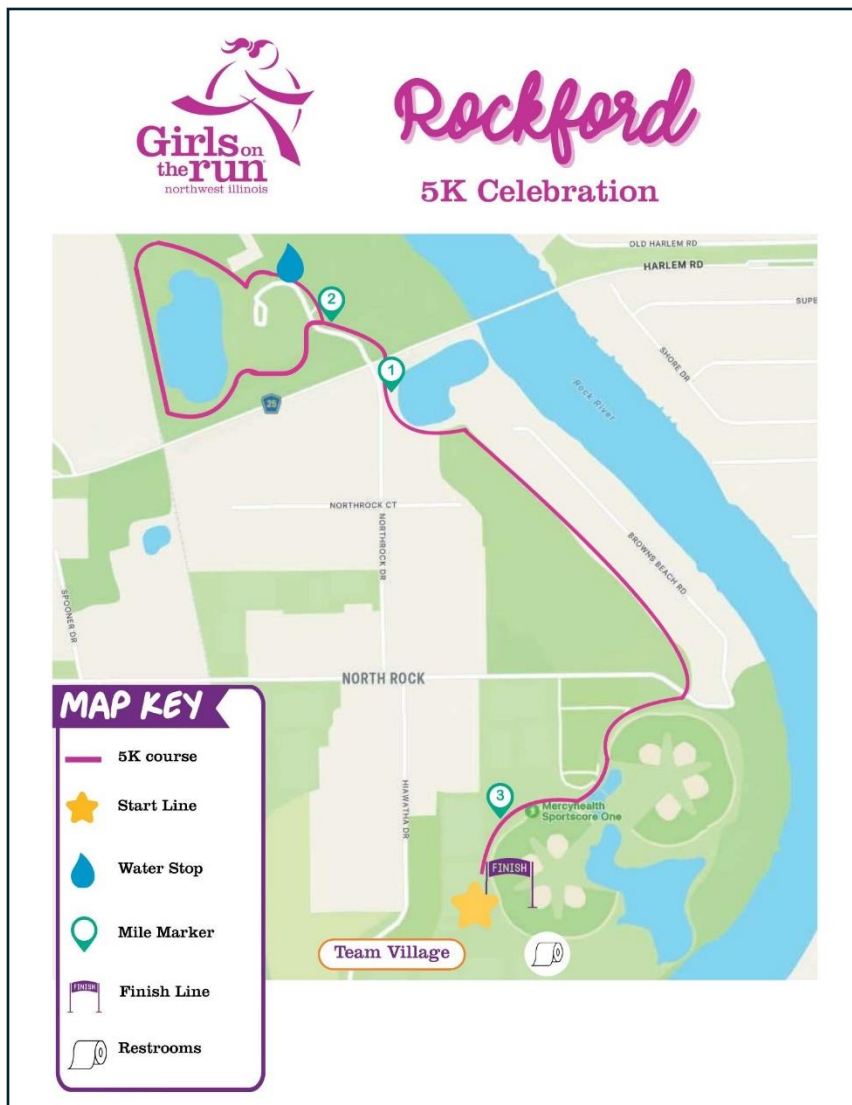 Girls on
the run
northwest illinois
Rockford
5K Celebration
OLD HARLEM RD
HARLEM RD
SUPE
SHORE DR
Rock River
2
1
25
NORTHROCK CT
NORTHROCK DR
BROWNS BEACH RD
SPOONER DR
NORTH ROCK
HIAWATHA DR
3
Mercyhealth
Sportscore One
FINISH
Team Village
MAP KEY
5K course
Start Line
Water Stop
Mile Marker
FINISH
Finish Line
Restrooms